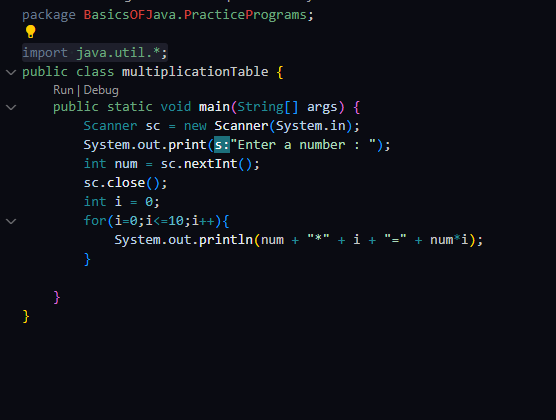 package BasicsOFJava.PracticePrograms;
import java.util.*;
public class multiplicationTable {
Run | Debug
public static void main(String[] args) {
Scanner sc = new Scanner(System.in);
System.out.print(s:"Enter a number : ");
int num = sc.nextInt();
sc.close();
int i = 0;
for(i=0;i<=10;i++){
System.out.println(num + "*" + i + "=" + num*i);
}
}
}